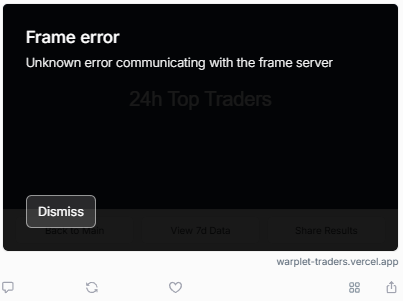 Frame error
Unknown error communicating with the frame server
24h Top Traders
Dismiss
Back to Main
View 7d Data
Share Results
warplet-traders.vercel.app